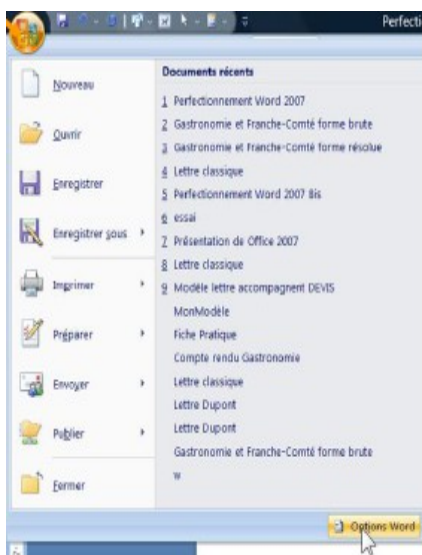 Perfecti
Nouveau
Ouvrir
Enregistrer
Enregistrer sous
Imprimer
Préparer
Envoyer
Publier
Fermer
Documents récents
1 Perfectionnement Word 2007
2 Gastronomie et Franche-Comté forme brute
3 Gastronomie et Franche-Comté forme résolue
4 Lettre classique
5 Perfectionnement Word 2007 Bis
6 essai
7 Présentation de Office 2007
8 Lettre classique
9 Modèle lettre accompagnent DEVIS
MonModèle
Fiche Pratique
Compte rendu Gastronomie
Lettre classique
Lettre Dupont
Lettre Dupont
Gastronomie et Franche-Comté forme brute
w
Options Word